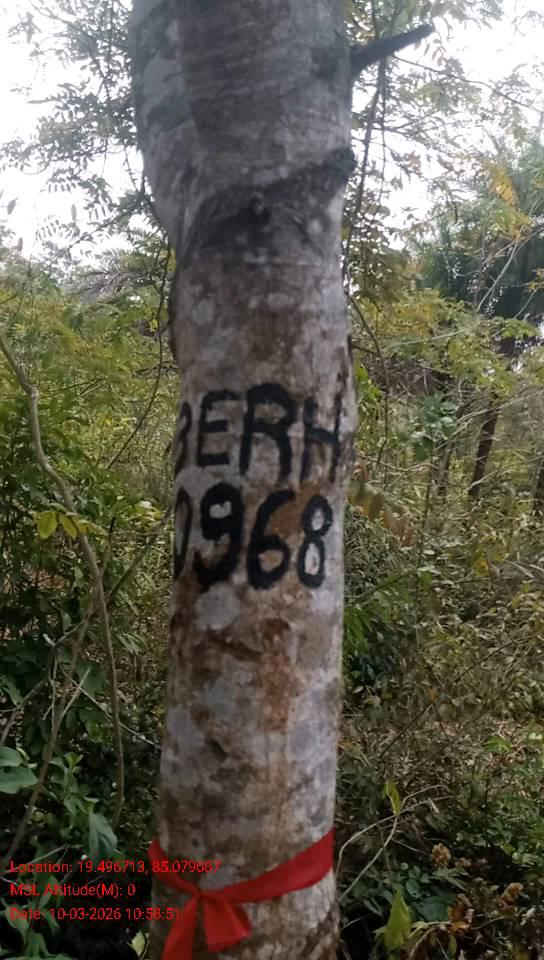 BERH
0968
Location: 19.496713, 85.079687
MSL Altitude(M): 0
Date: 10-03-2026 10:58:51